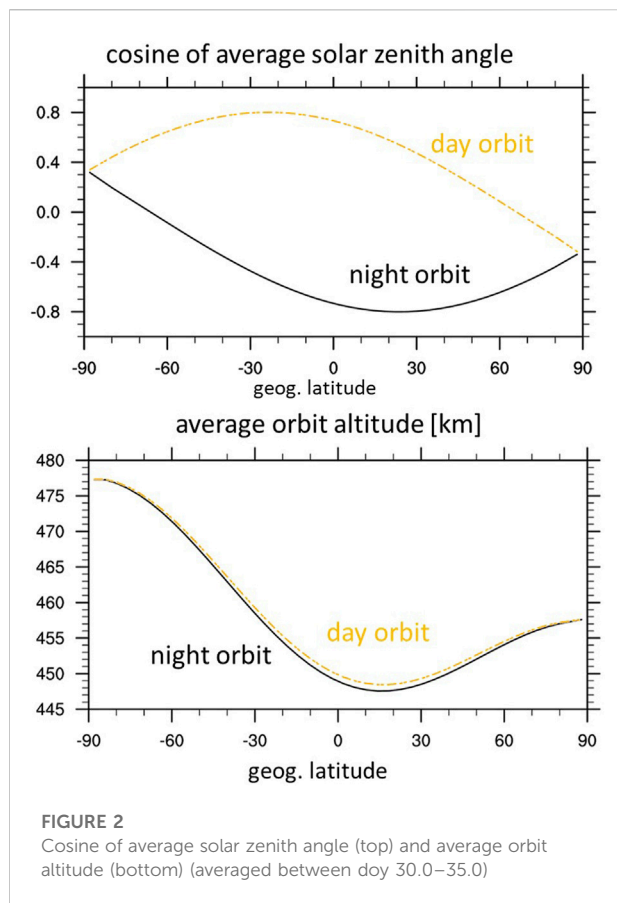 cosine of average solar zenith angle
0.8
day orbit
0.4
0.0
-0.4
night orbit
-0.8
-90 -60 -30 0 30 60 90
geog. latitude
average orbit altitude [km]
480
475
470
465
460
day orbit
455
night orbit
450
445
-90 -60 -30 0 30 60 90
geog. latitude
FIGURE 2
Cosine of average solar zenith angle (top) and average orbit
altitude (bottom) (averaged between doy 30.0–35.0)